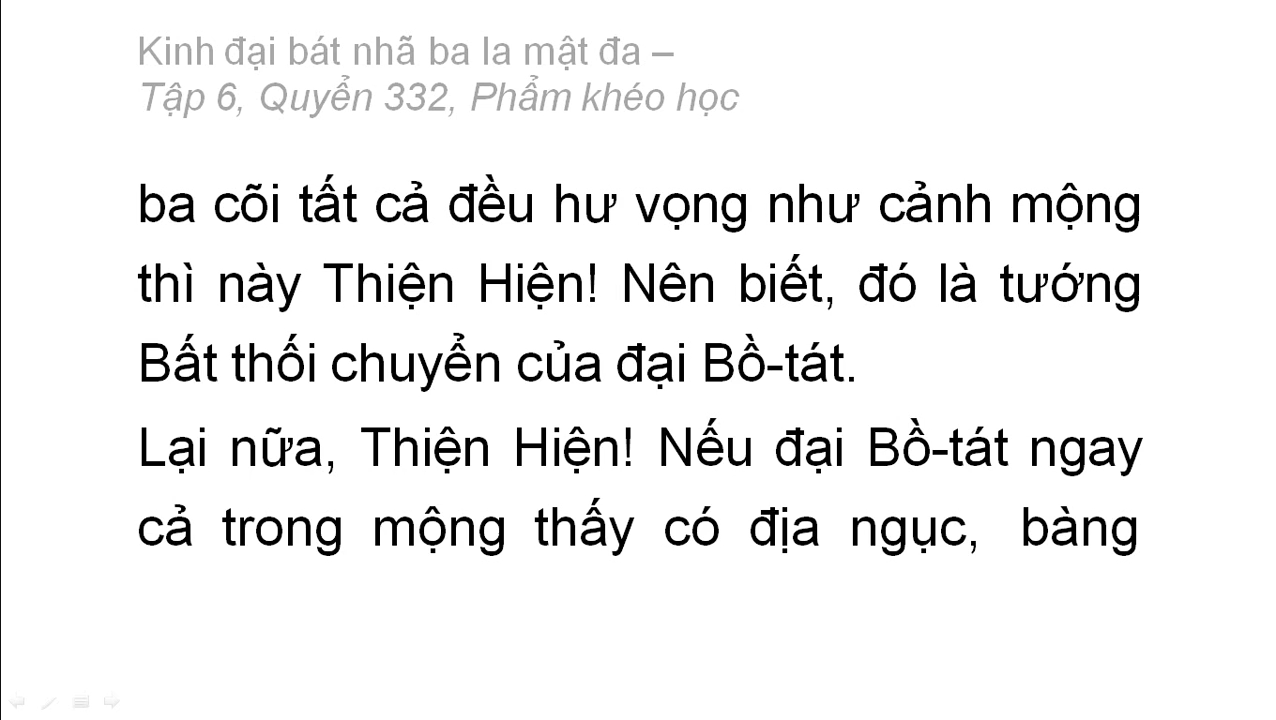 Kinh đại bát nhã ba la mật đa –
Tập 6, Quyển 332, Phẩm khéo học
ba cõi tất cả đều hư vọng như cảnh mộng
thì này Thiện Hiện! Nên biết, đó là tướng
Bất thối chuyển của đại Bồ-tát.
Lại nữa, Thiện Hiện! Nếu đại Bồ-tát ngay
cả trong mộng thấy có địa ngục, bàng